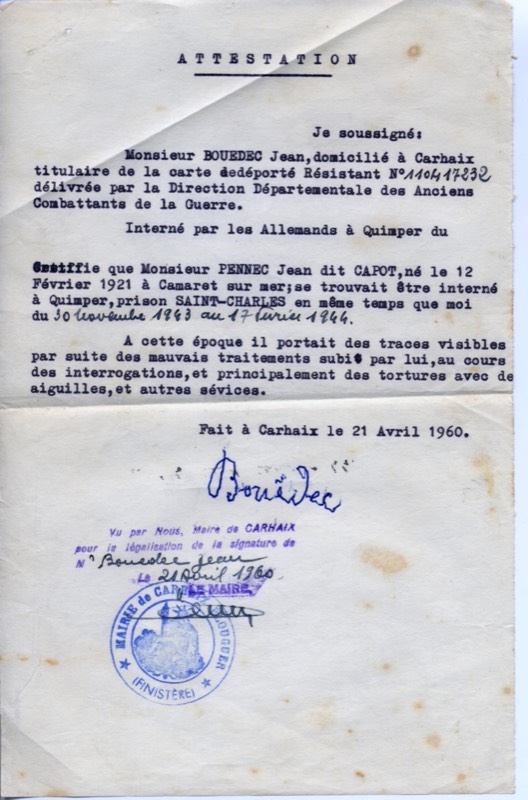 ATTESTATION
Je soussigné:
Monsieur BOUEDEC Jean,domicilié à Carhaix
titulaire de la carte dedéporté Résistant N°110417232
délivrée par la Direction Départementale des Anciens
Combattants de la Guerre.
Interné par les Allemands à Quimper du
Certifie que Monsieur PENNEC Jean dit CAPOT,né le 12
Février 1921 à Camaret sur mer;se trouvait être interné
à Quimper,prison SAINT-CHARLES en même temps que moi
du 30 novembre 1943 au 17 février 1944.
A cette époque il portait des traces visibles
par suite des mauvais traitements subit par lui,au cours
des interrogations,et principalement des tortures avec de
aiguilles,et autres sévices.
Fait à Carhaix le 21 Avril 1960.
Bouëdec
Vu par Nous, Maire de CARHAIX
pour la légalisation de la signature de
Mr Bouedec Jean
Le 21 Avril 1960
LE MAIRE,
MAIRIE de CARH PLOUGUER
(FINISTÈRE)